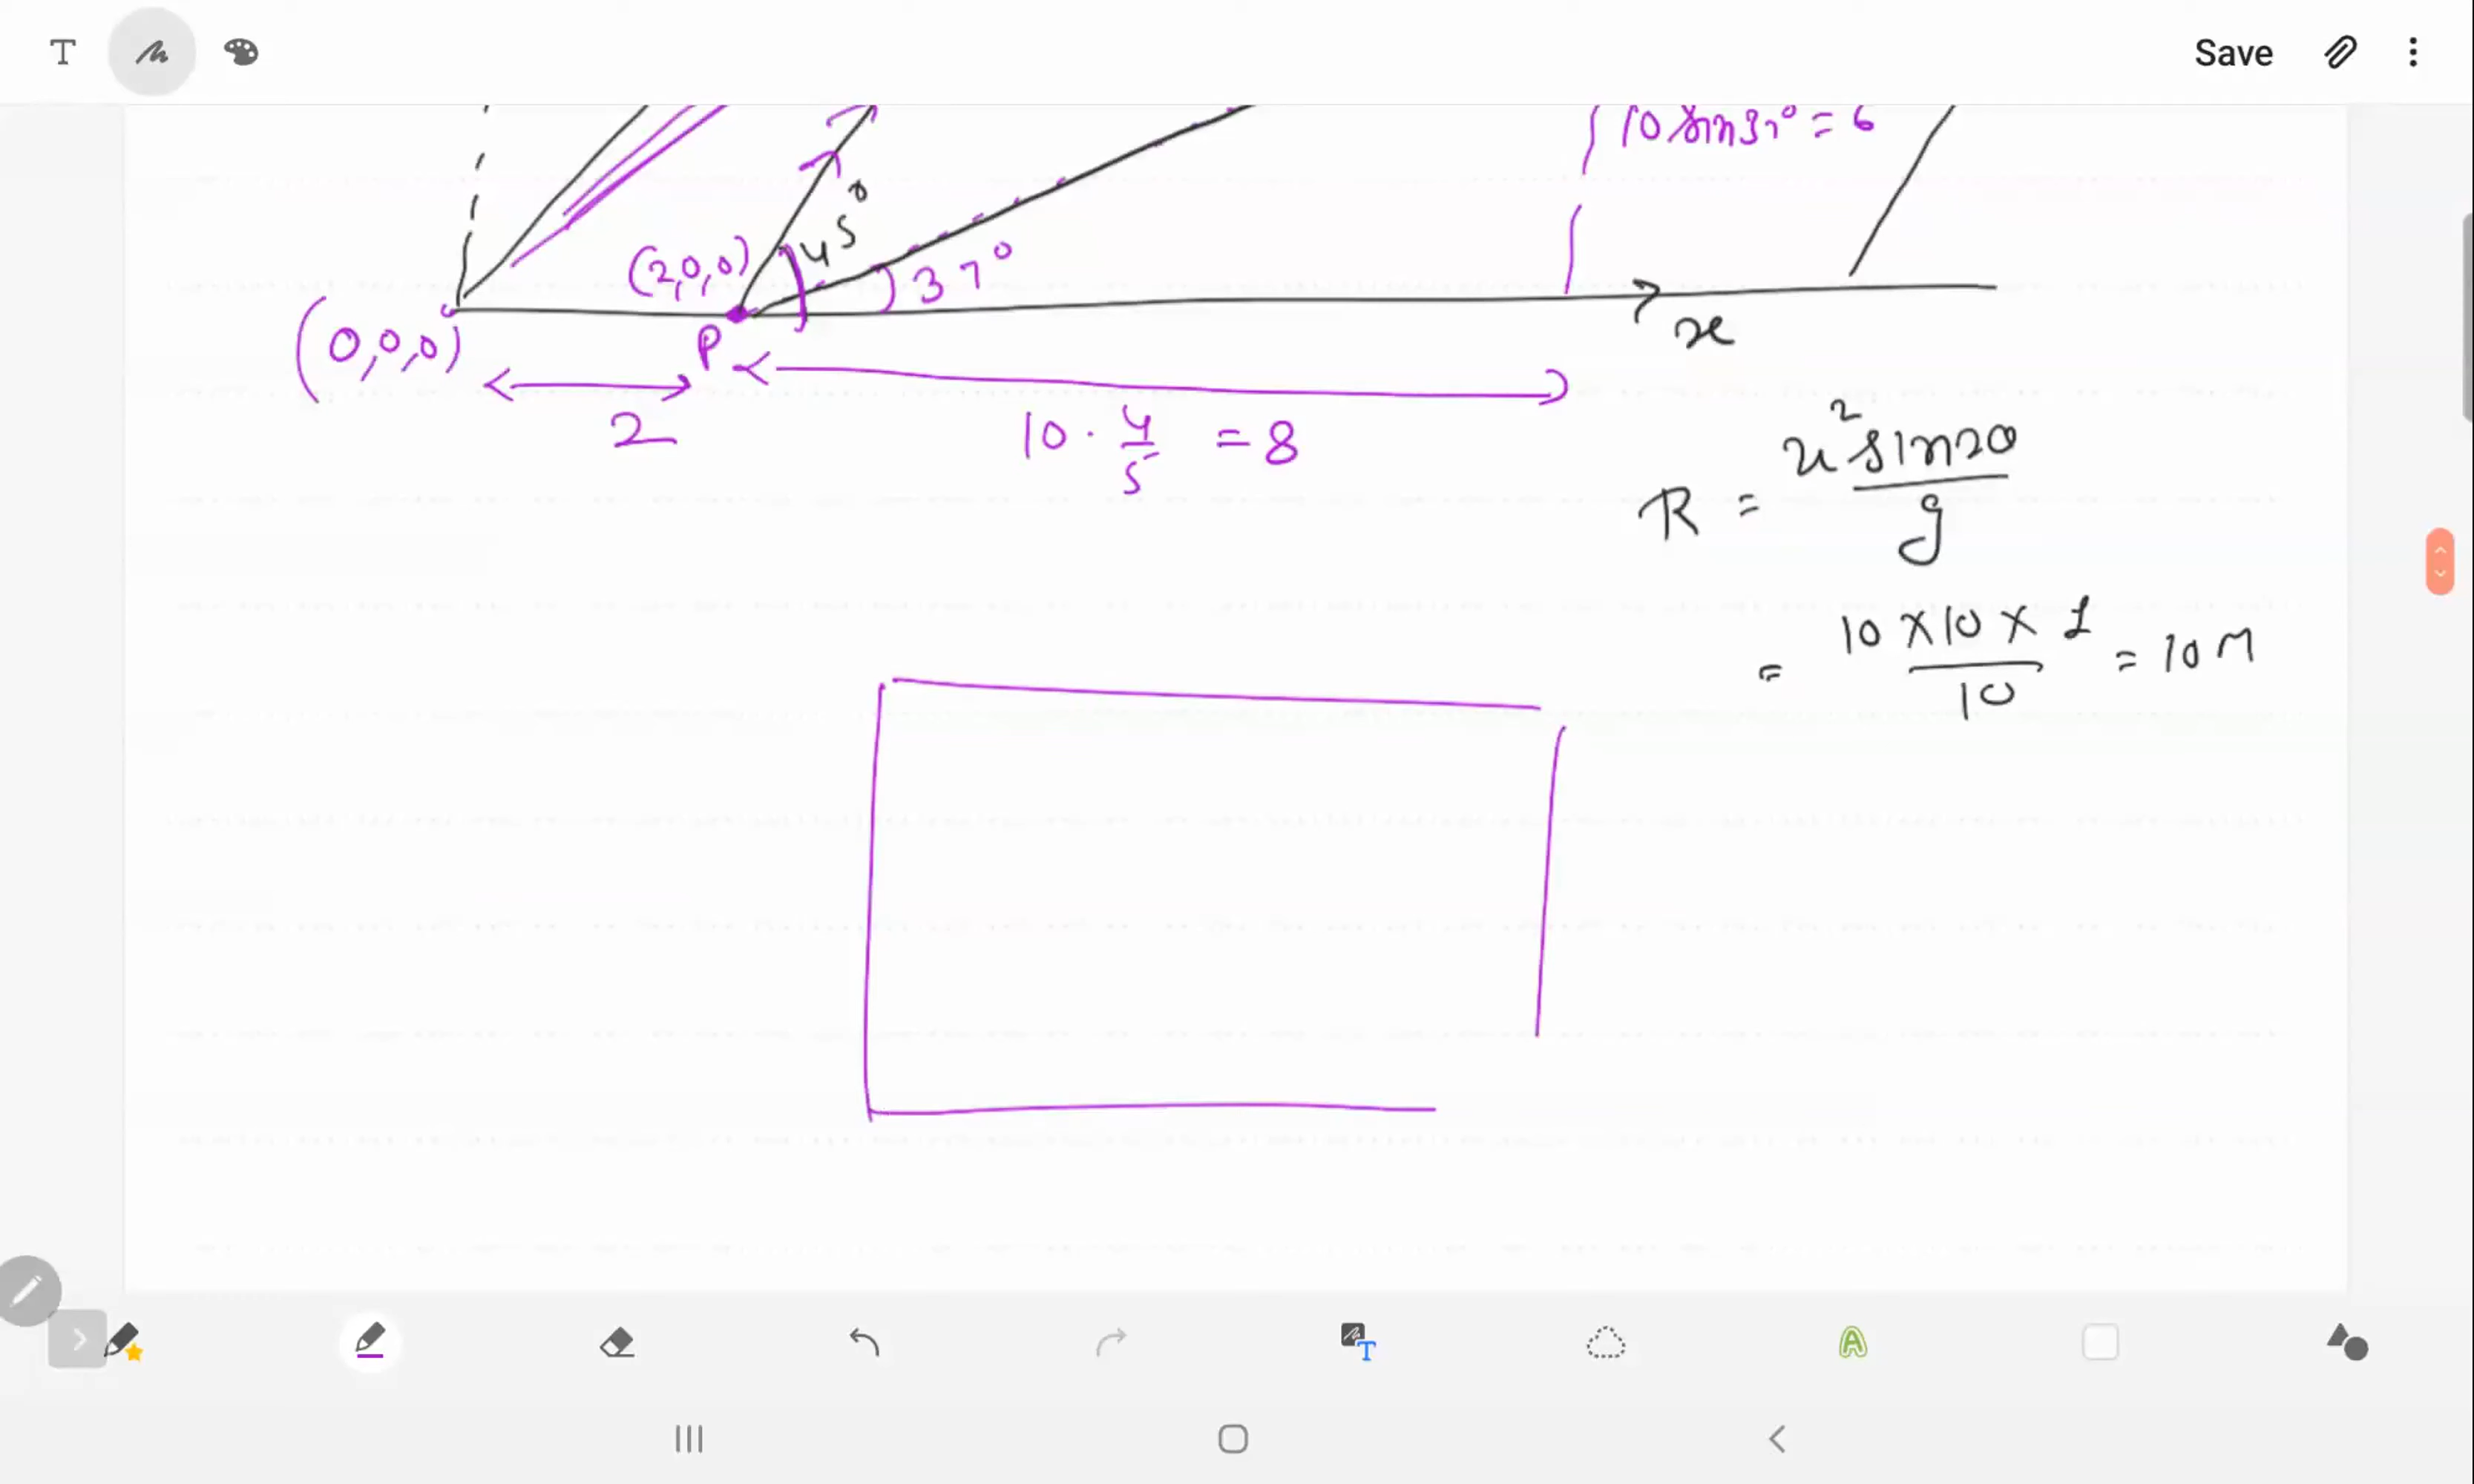 T
Save
10 sin37° = 6
45°
(2,0,0)
37°
(0,0,0)
P
x
2
10 · 4/5 = 8
R = u² sin2θ / g
= 10 × 10 × 1 / 10 = 10 M
T
A